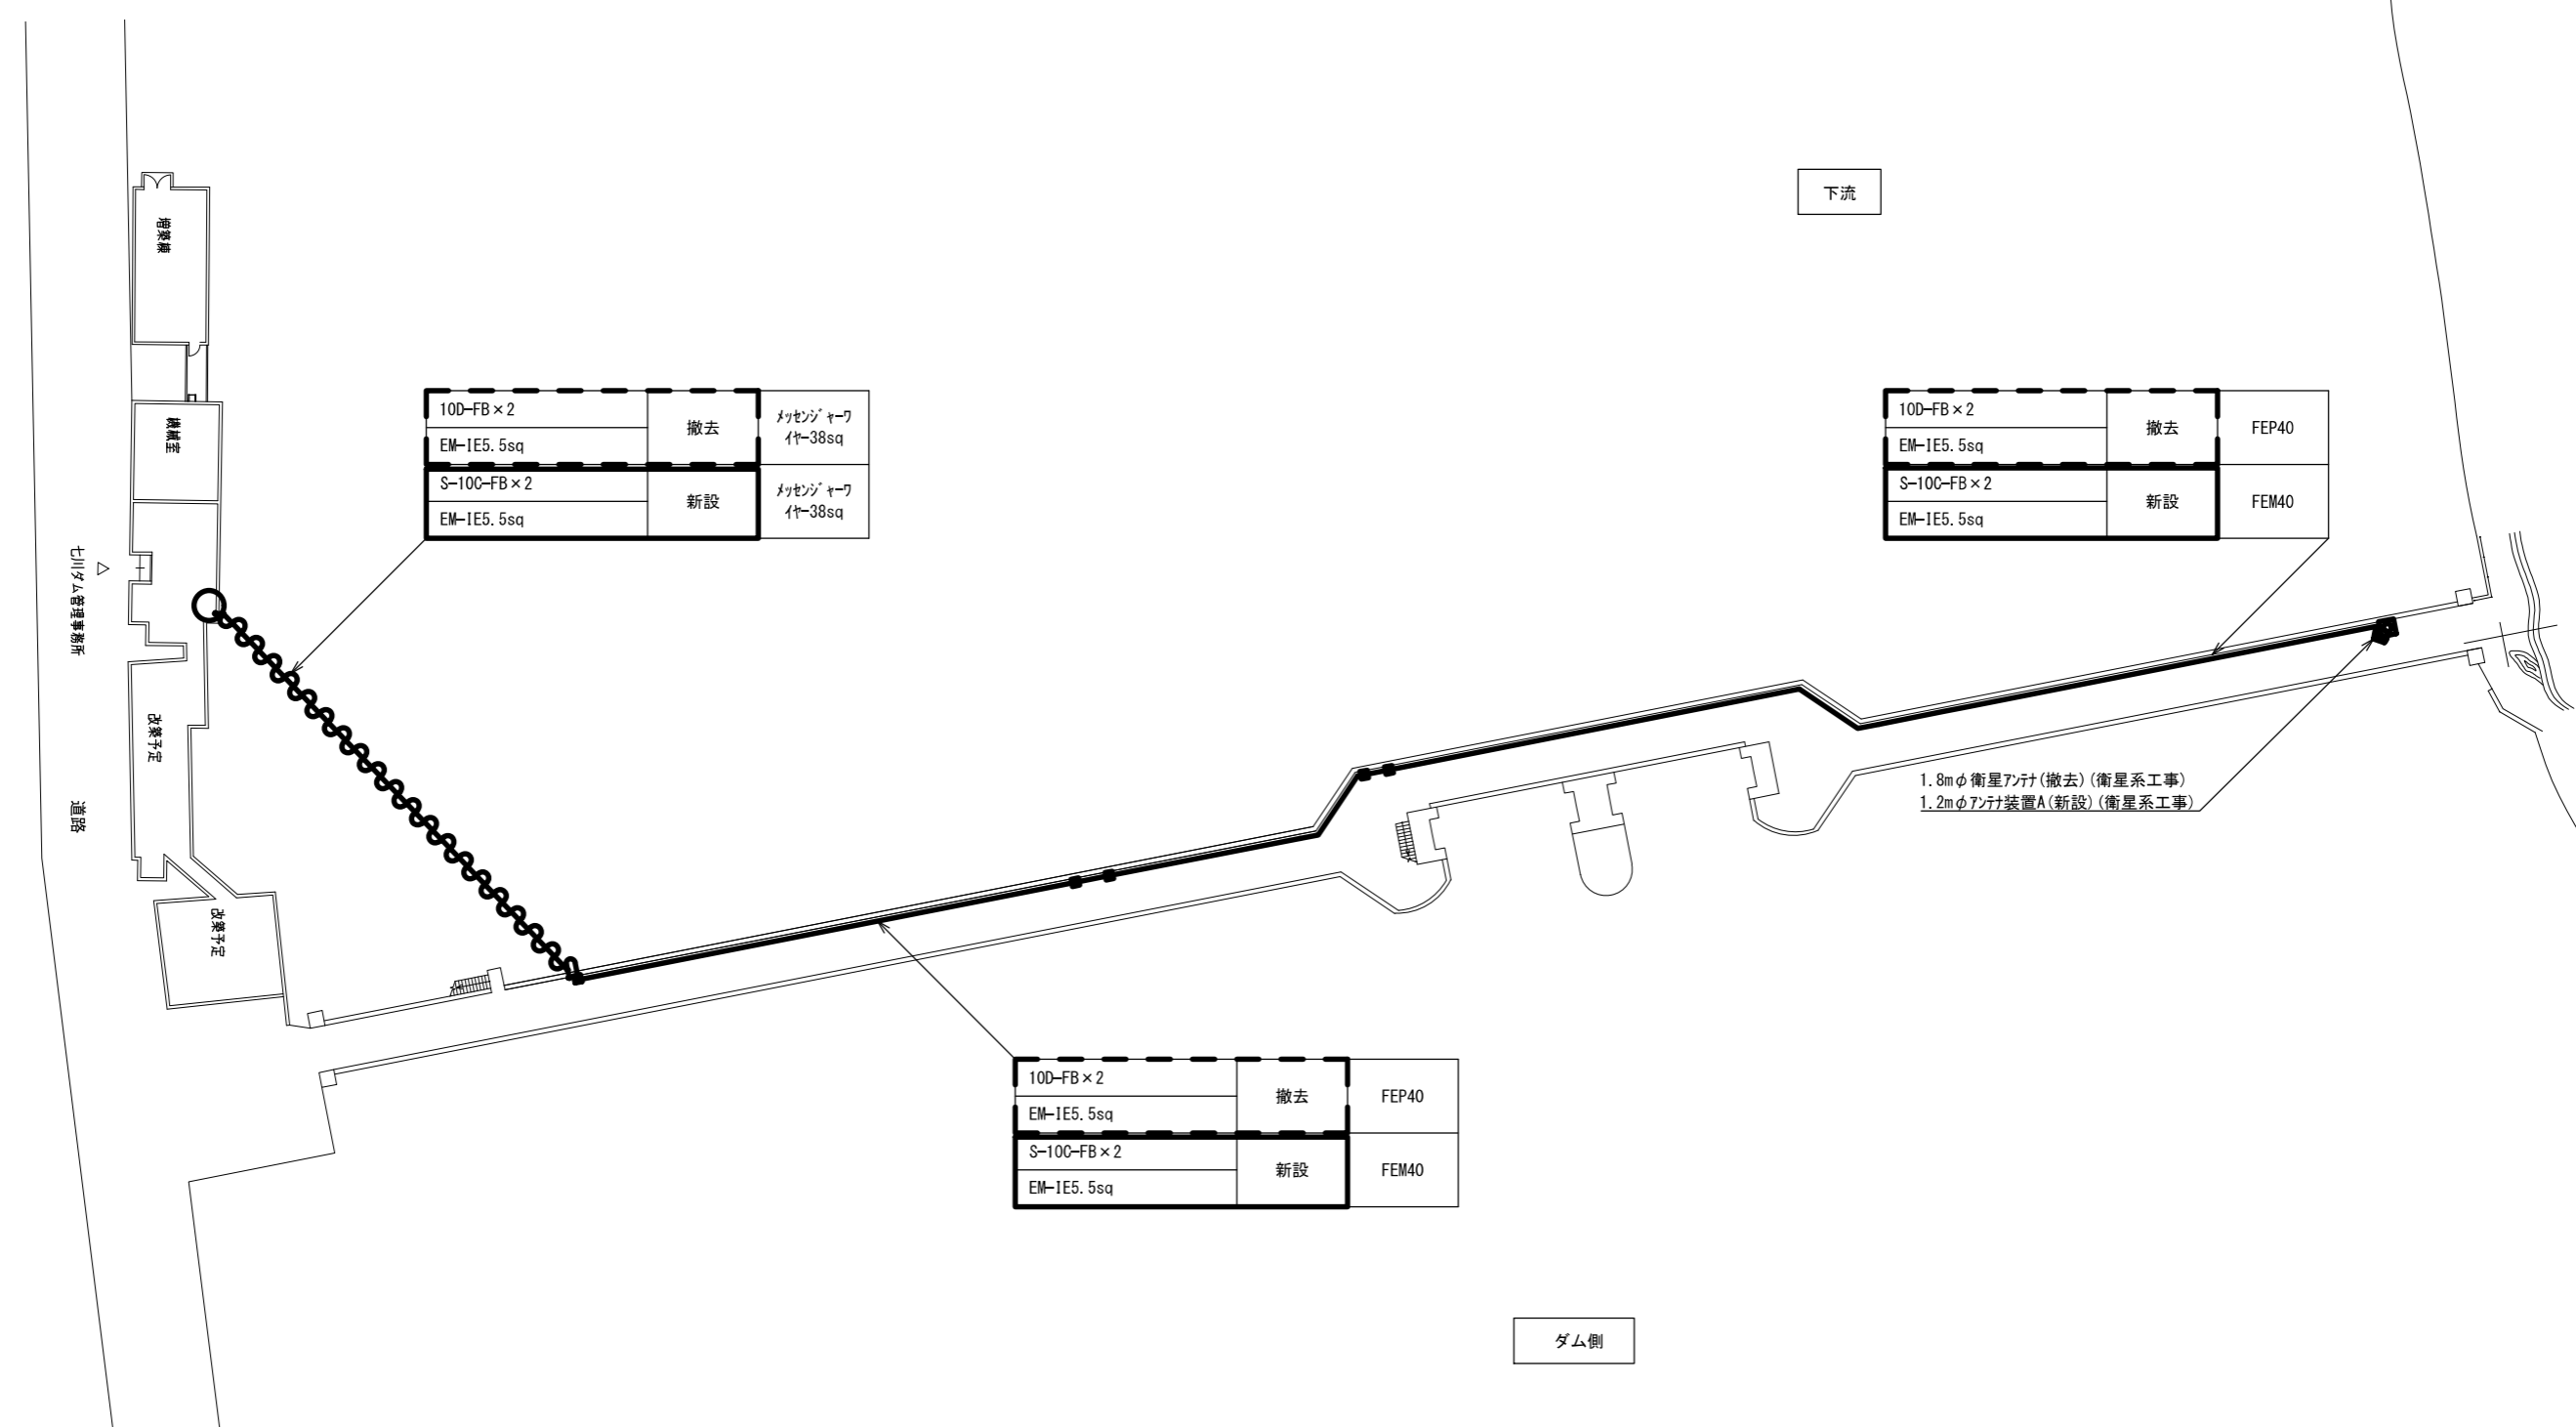 下流
増築棟
機械室
七川ダム管理事務所
改築予定
道路
改築予定
10D-FB×2
EM-IE5.5sq
撤去
メッセンジャーワ
イヤー38sq
S-10C-FB×2
EM-IE5.5sq
新設
メッセンジャーワ
イヤー38sq
10D-FB×2
EM-IE5.5sq
撤去
FEP40
S-10C-FB×2
EM-IE5.5sq
新設
FEM40
1.8mφ衛星アンテナ(撤去)(衛星系工事)
1.2mφアンテナ装置A(新設)(衛星系工事)
10D-FB×2
EM-IE5.5sq
撤去
FEP40
S-10C-FB×2
EM-IE5.5sq
新設
FEM40
ダム側